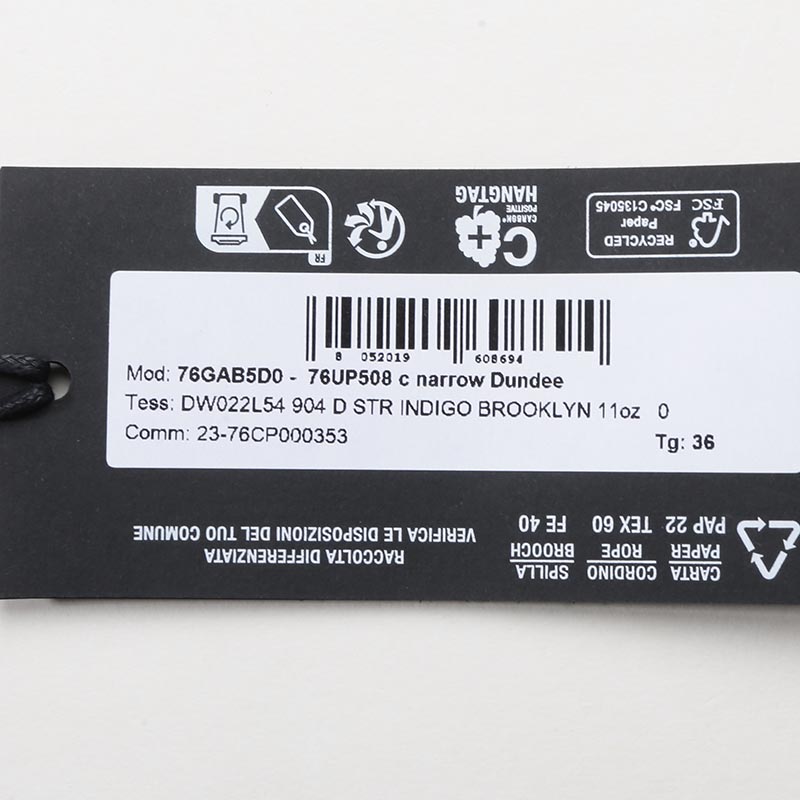 8 052019 608694
Mod: 76GAB5D0 - 76UP508 c narrow Dundee
Tess: DW022L54 904 D STR INDIGO BROOKLYN 11oz 0
Comm: 23-76CP000353
Tg: 36
CARTA CORDINO SPILLA
PAPER ROPE BROOCH
PAP 22 TEX 60 FE 40
RACCOLTA DIFFERENZIATA
VERIFICA LE DISPOSIZIONI DEL TUO COMUNE
RECYCLED
Paper
FSC FSC® C135045
C+
CARBON*
POSITIVE
HANGTAG
FR